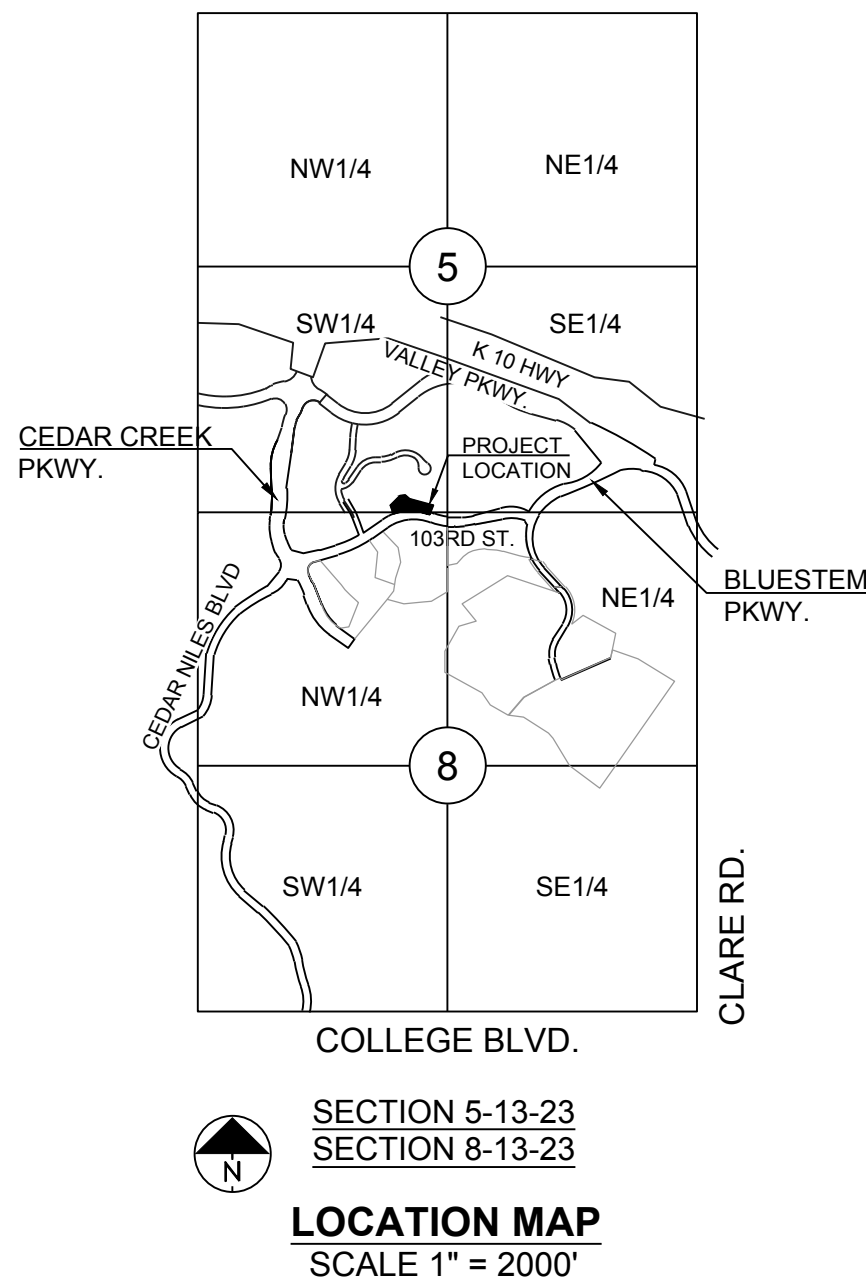 NW1/4
NE1/4
5
SW1/4
SE1/4
K 10 HWY
VALLEY PKWY.
CEDAR CREEK
PKWY.
PROJECT
LOCATION
103RD ST.
BLUESTEM
PKWY.
NE1/4
CEDAR NILES BLVD
NW1/4
8
SW1/4
SE1/4
CLARE RD.
COLLEGE BLVD.
SECTION 5-13-23
SECTION 8-13-23
N
LOCATION MAP
SCALE 1" = 2000'